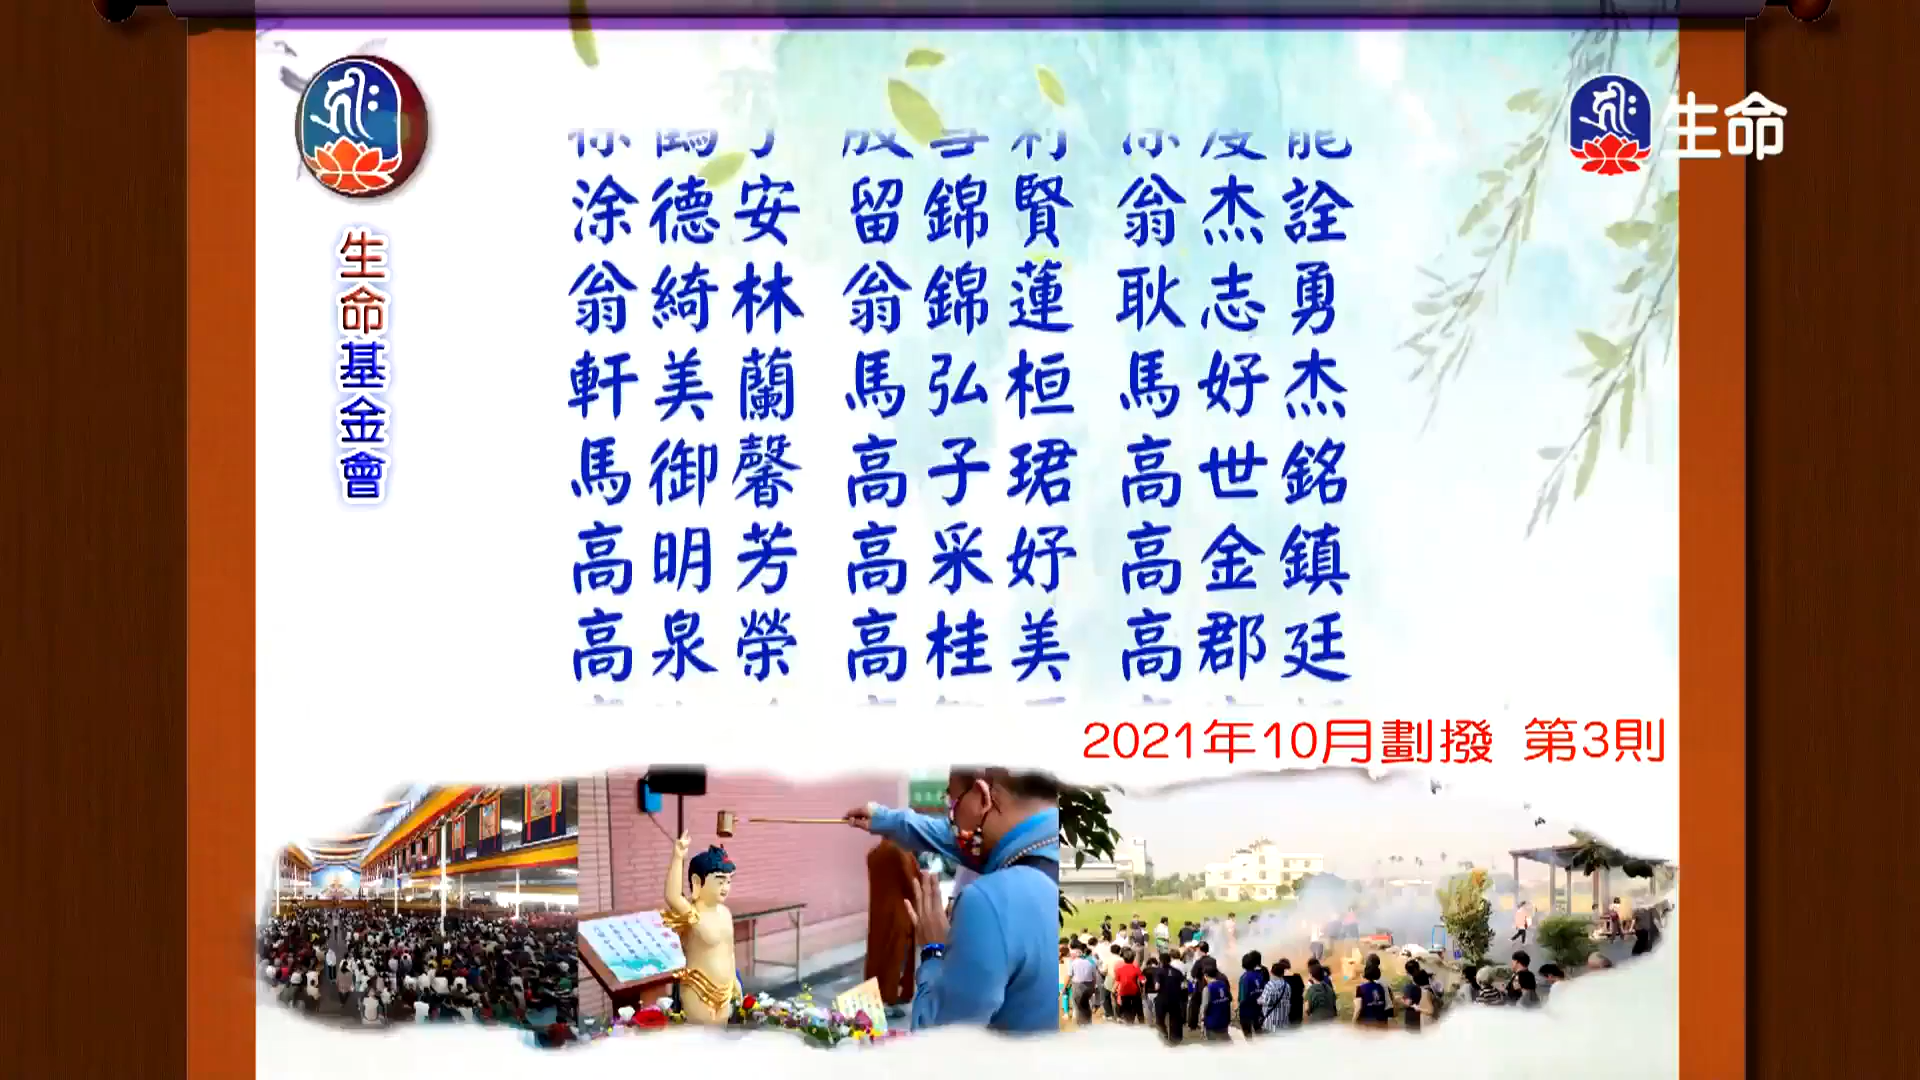 生命
生命基金會
涂德安 留錦賢 翁杰詮
翁綺林 翁錦蓮 耿志勇
軒美蘭 馬弘桓 馬好杰
馬御馨 高子珺 高世銘
高明芳 高采妤 高金鎮
高泉榮 高桂美 高郡廷
2021年10月劃撥 第3則